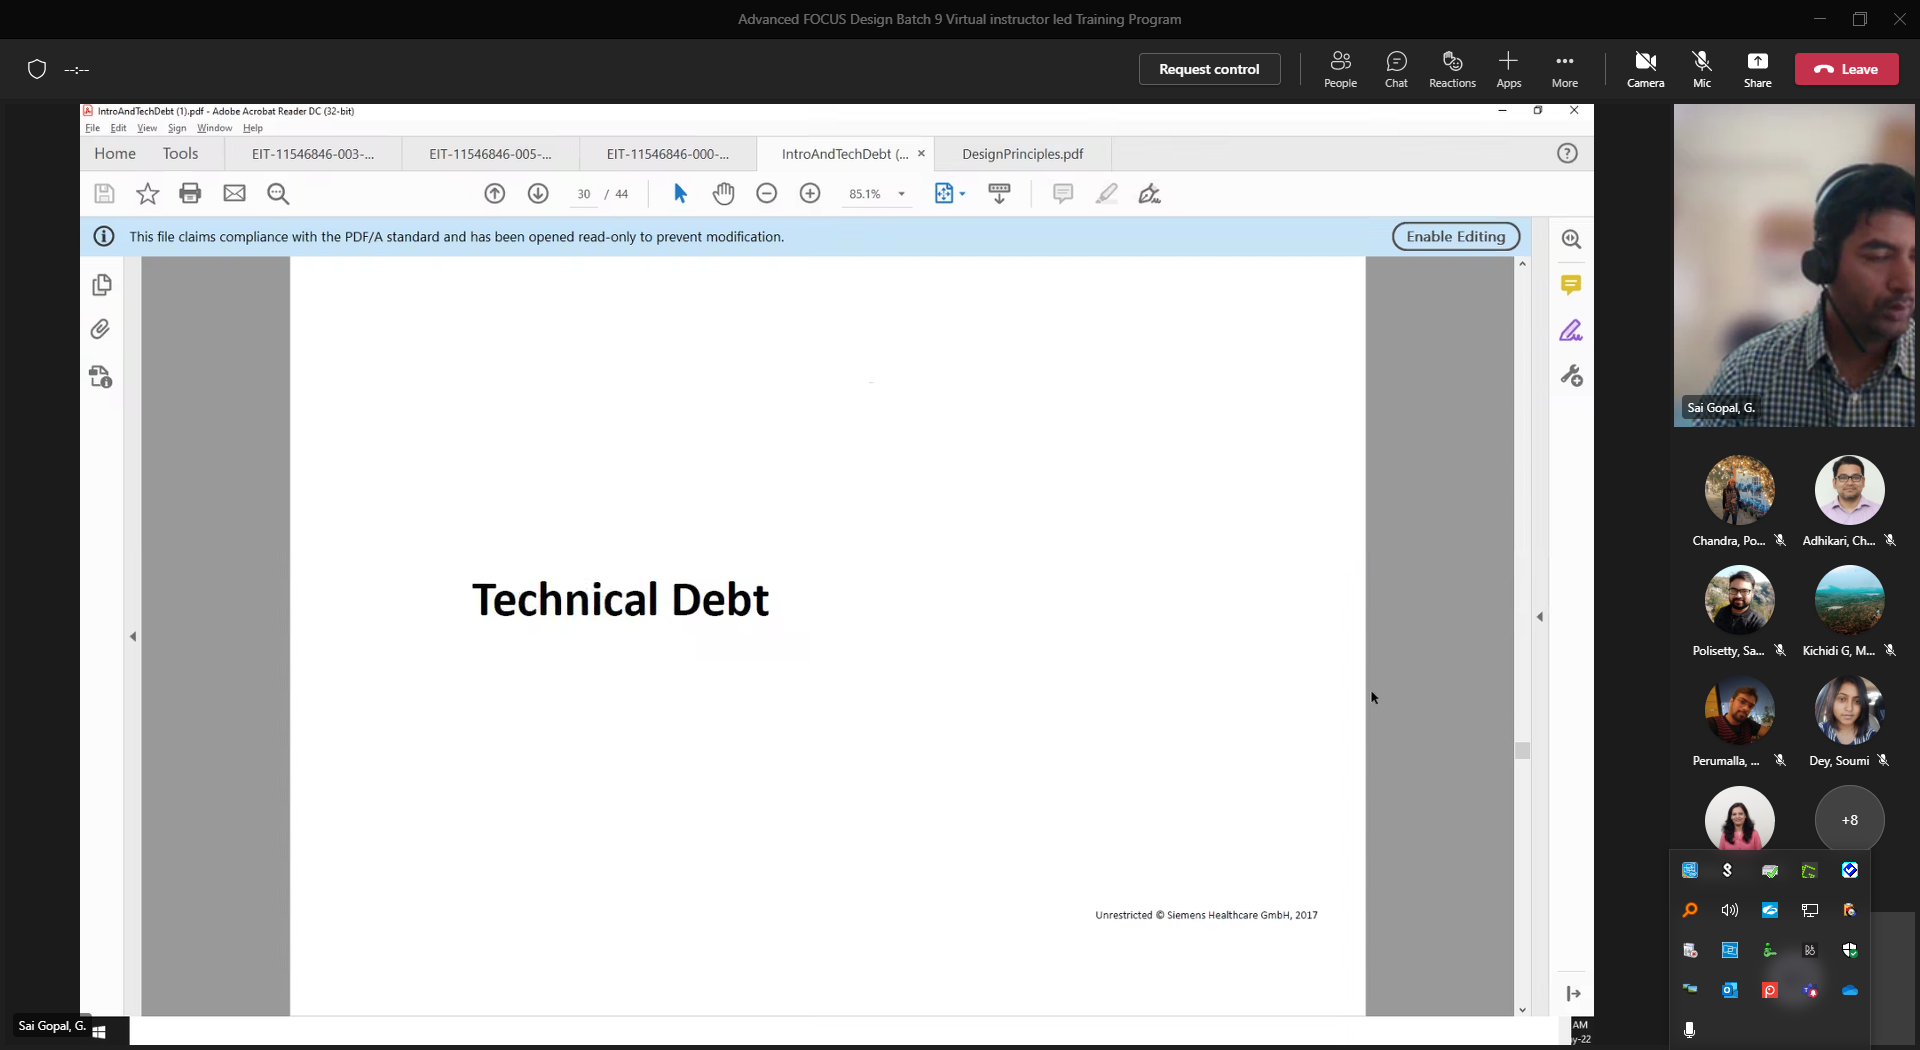 Advanced FOCUS Design Batch 9 Virtual instructor led Training Program
--:--
Request control
People
Chat
Reactions
Apps
More
Camera
Mic
Share
Leave
IntroAndTechDebt (1).pdf - Adobe Acrobat Reader DC (32-bit)
File Edit View Sign Window Help
Home Tools EIT-11546846-003-... EIT-11546846-005-... EIT-11546846-000-... IntroAndTechDebt (... DesignPrinciples.pdf
30 / 44 85.1%
This file claims compliance with the PDF/A standard and has been opened read-only to prevent modification.
Enable Editing
Technical Debt
Unrestricted © Siemens Healthcare GmbH, 2017
Sai Gopal, G.
Chandra, Po... Adhikari, Ch...
Polisetty, Sa... Kichidi G, M...
Perumalla, ... Dey, Soumi
+8
Sai Gopal, G.
AM
y-22